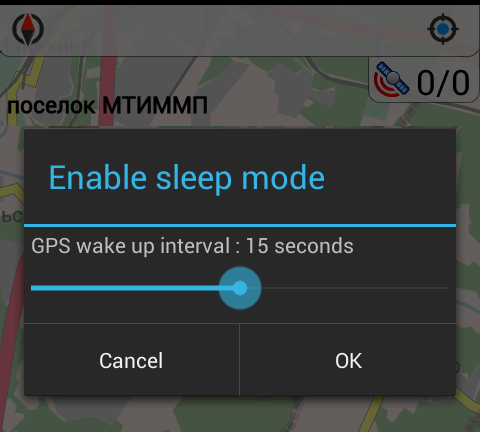 0/0
поселок МТИММП
Enable sleep mode
GPS wake up interval : 15 seconds
Cancel
OK